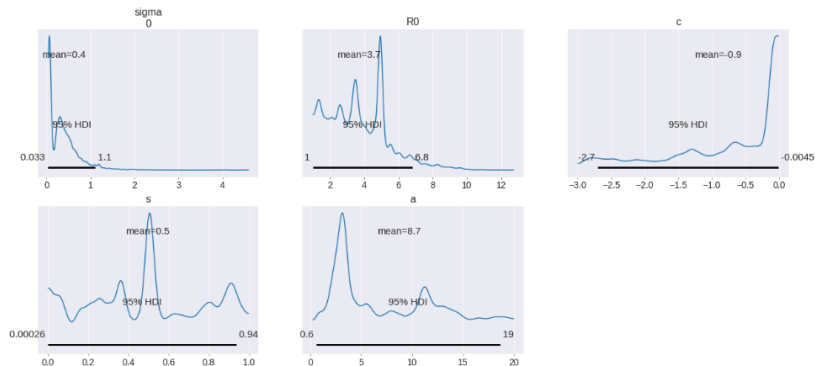 sigma
0
mean=0.4
95% HDI
0.033
1.1
0 1 2 3 4
R0
mean=3.7
95% HDI
1
6.8
2 4 6 8 10 12
c
mean=-0.9
95% HDI
-2.7
-0.0045
−3.0 −2.5 −2.0 −1.5 −1.0 −0.5 0.0
s
mean=0.5
95% HDI
0.00026
0.94
0.0 0.2 0.4 0.6 0.8 1.0
a
mean=8.7
95% HDI
0.6
19
0 5 10 15 20